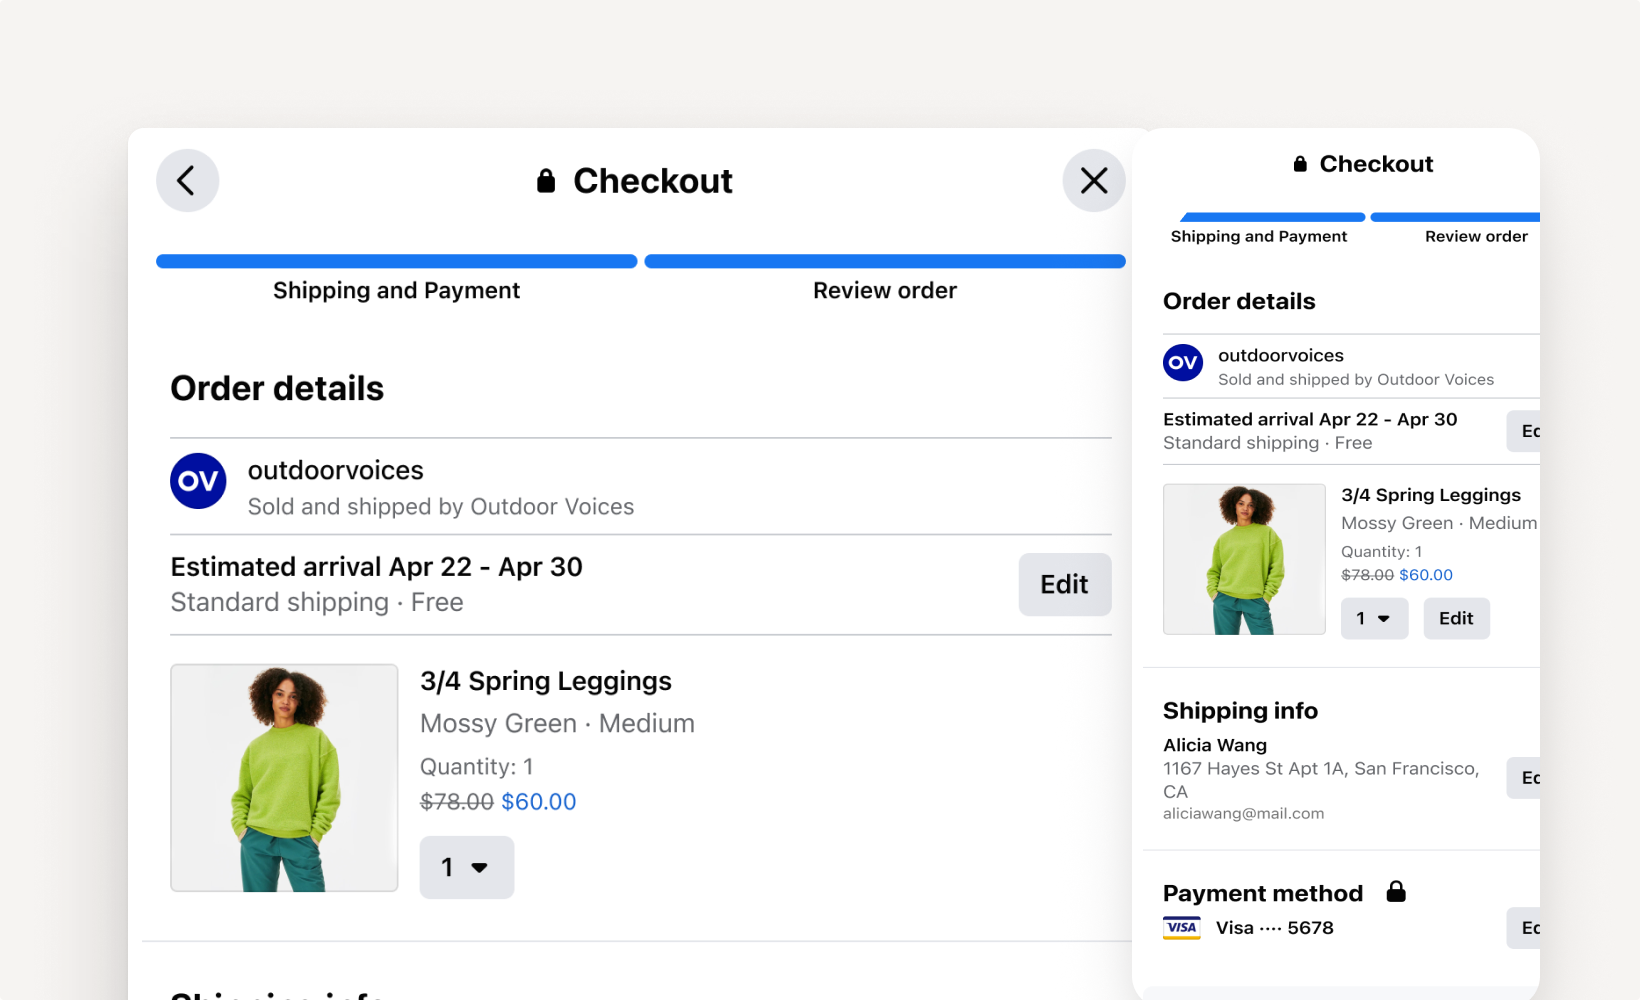 Checkout
Shipping and Payment
Review order
Order details
OV
outdoorvoices
Sold and shipped by Outdoor Voices
Estimated arrival Apr 22 - Apr 30
Standard shipping · Free
Edit
3/4 Spring Leggings
Mossy Green · Medium
Quantity: 1
$78.00 $60.00
1
Shipping info
Checkout
Shipping and Payment
Review order
Order details
OV
outdoorvoices
Sold and shipped by Outdoor Voices
Estimated arrival Apr 22 - Apr 30
Standard shipping · Free
Ed
3/4 Spring Leggings
Mossy Green · Medium
Quantity: 1
$78.00 $60.00
1
Edit
Shipping info
Alicia Wang
1167 Hayes St Apt 1A, San Francisco,
CA
aliciawang@mail.com
Ed
Payment method
VISA
Visa ···· 5678
Ed